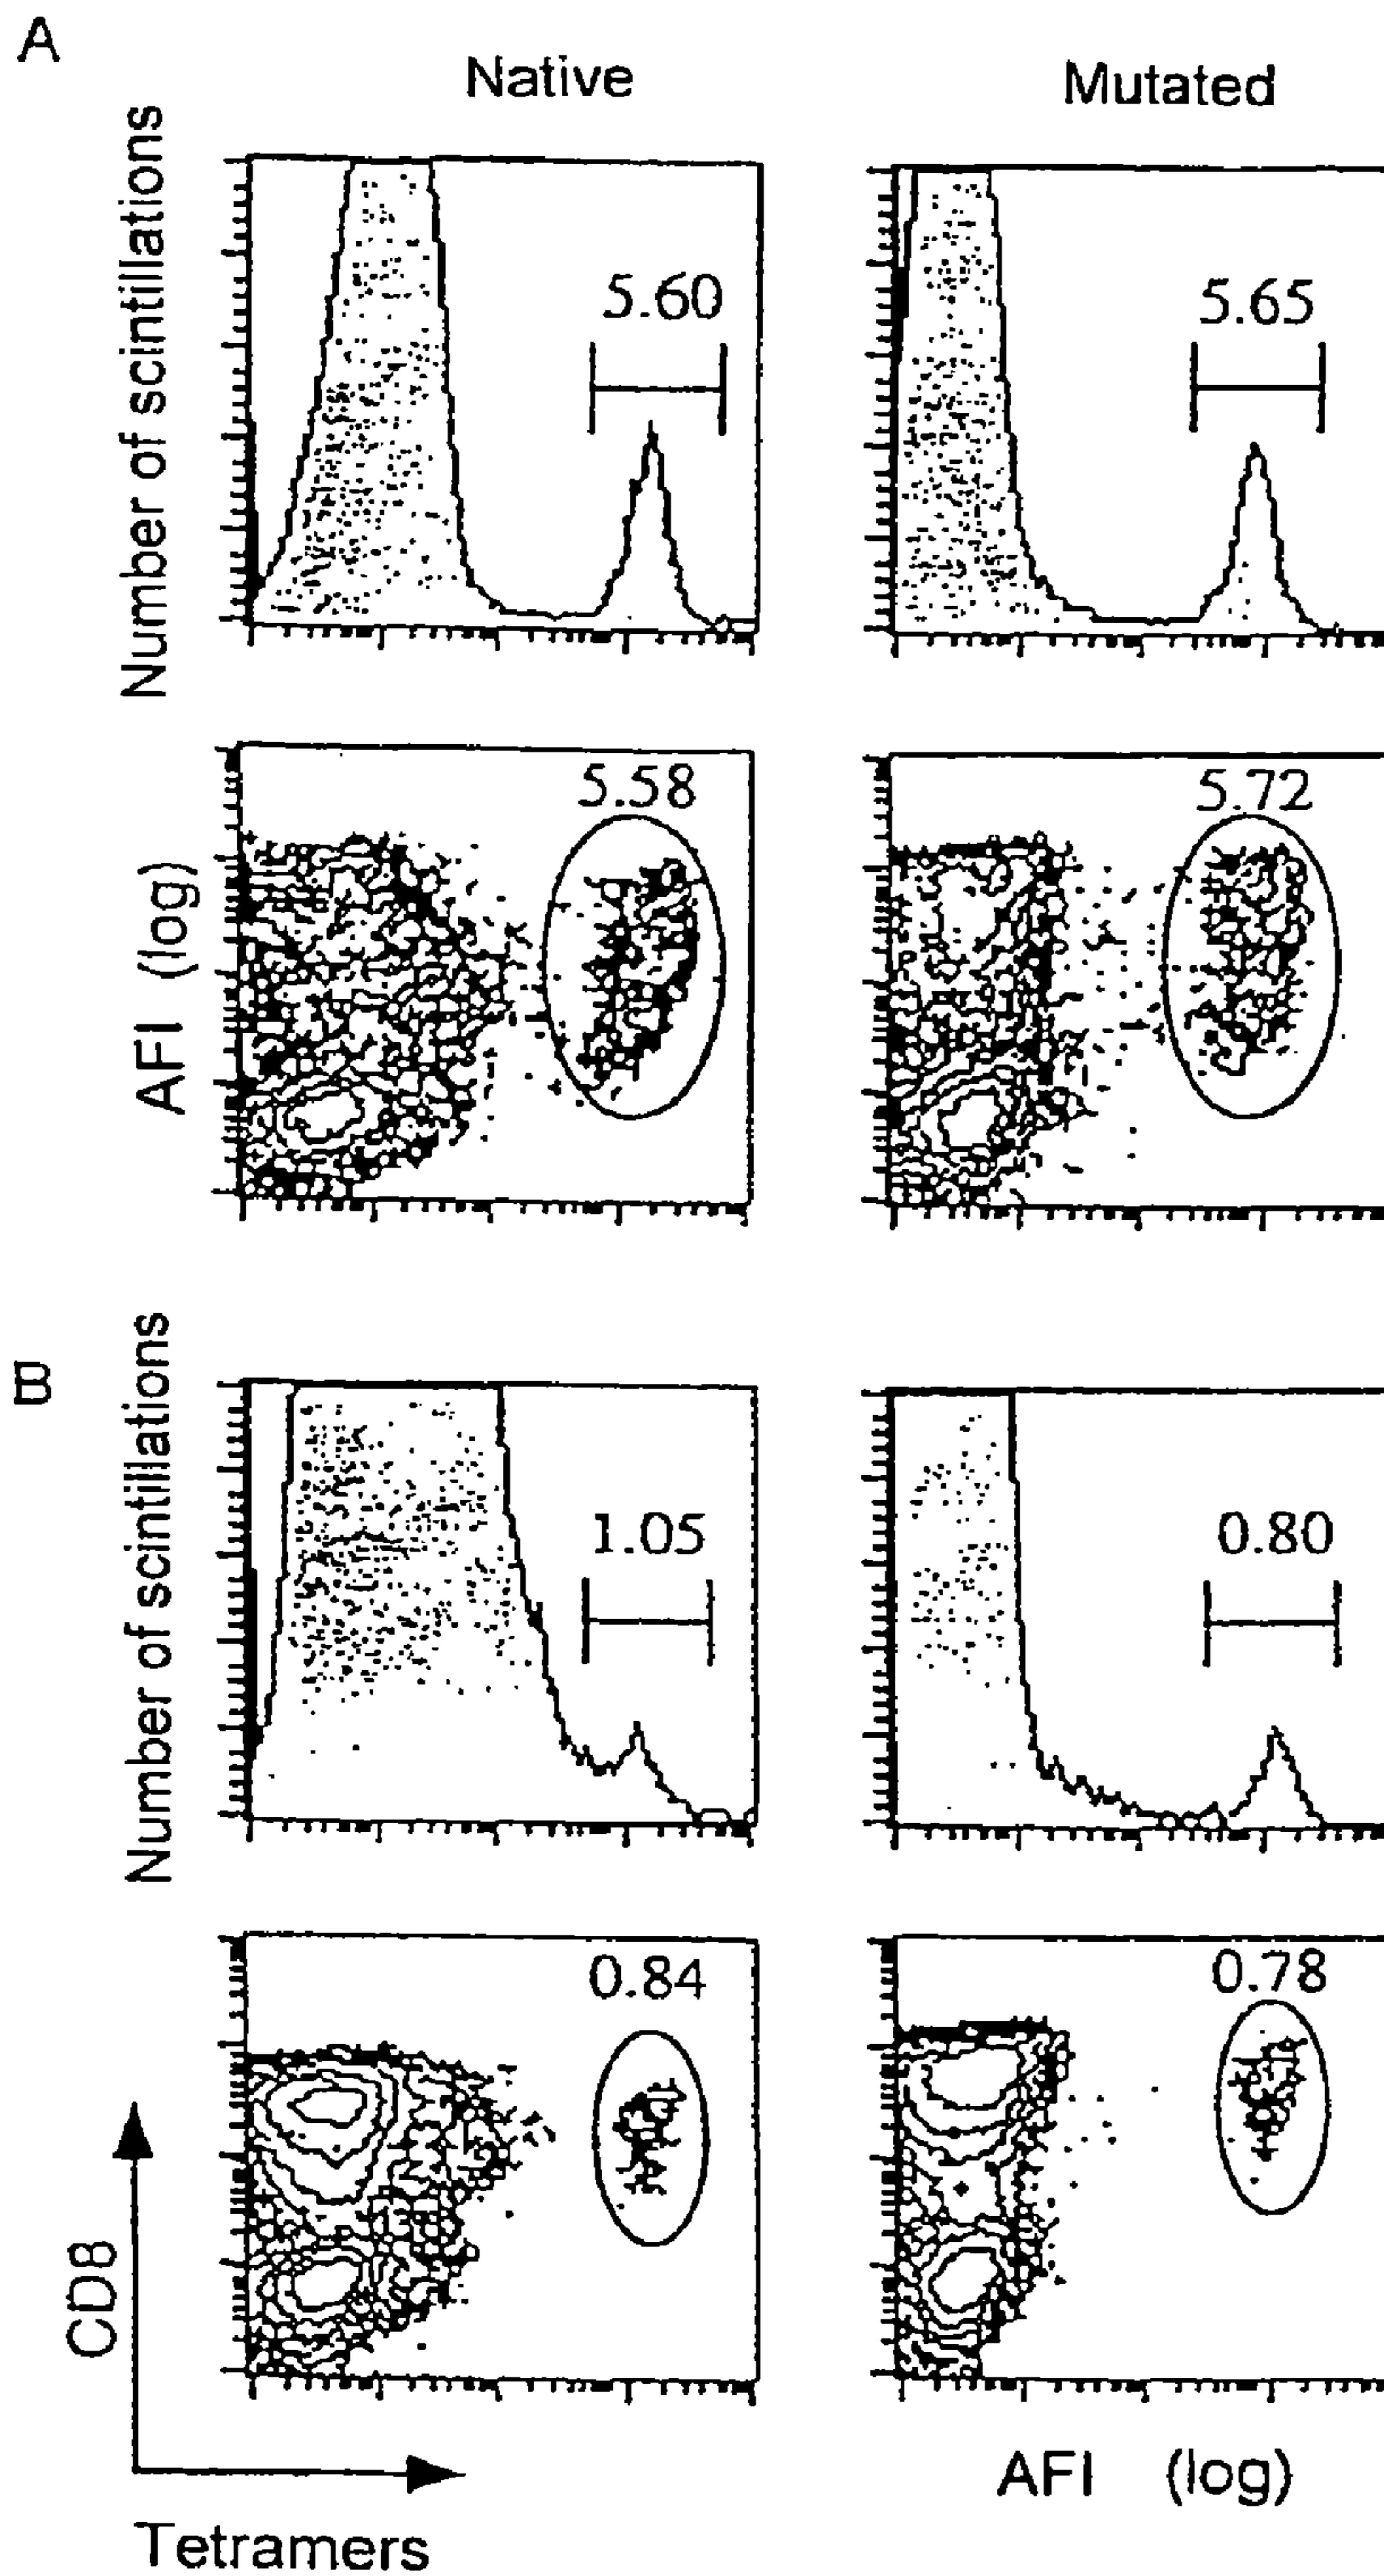 A
Native
Mutated
Number of scintillations
5.60
5.65
AFI (log)
5.58
5.72
B
Number of scintillations
1.05
0.80
0.84
0.78
CD8
Tetramers
AFI (log)